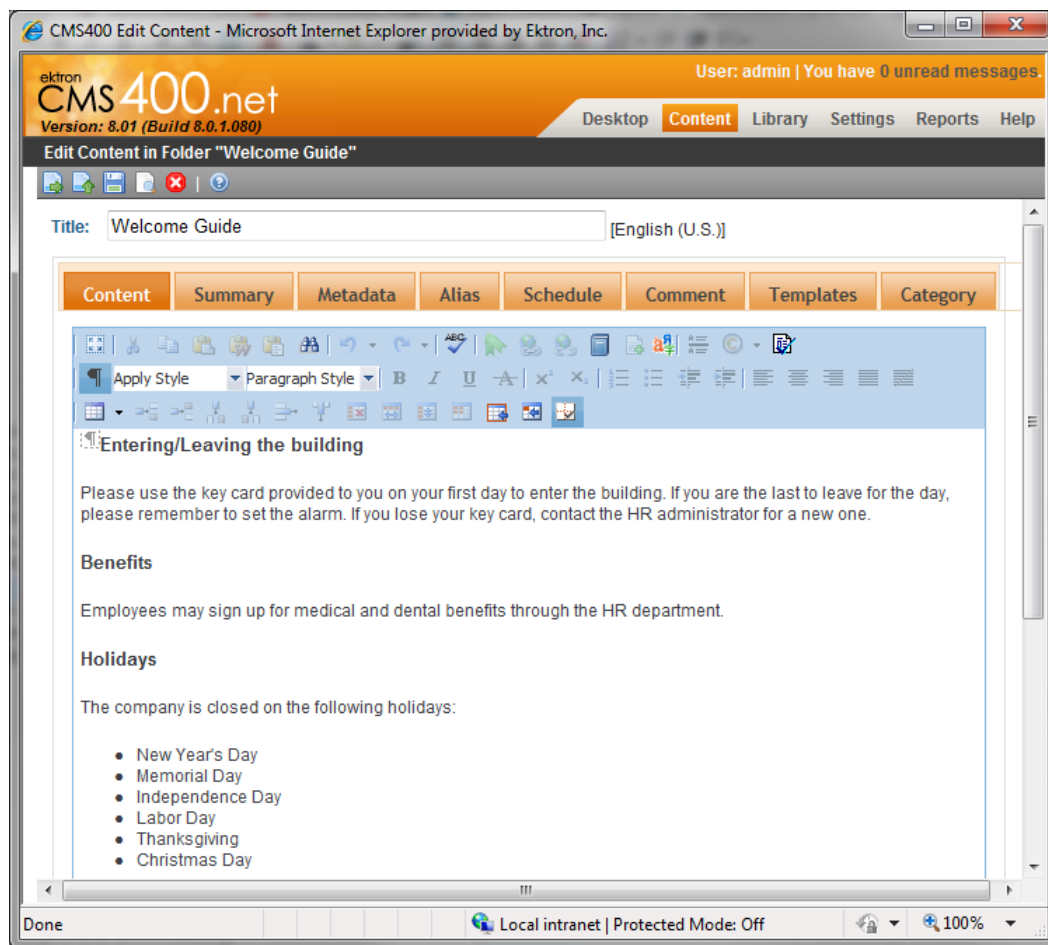 CMS400 Edit Content - Microsoft Internet Explorer provided by Ektron, Inc.
User: admin | You have 0 unread messages.
ektron
CMS400.net
Version: 8.01 (Build 8.0.1.080)
Desktop Content Library Settings Reports Help
Edit Content in Folder "Welcome Guide"
Title: Welcome Guide [English (U.S.)]
Content Summary Metadata Alias Schedule Comment Templates Category
ABC
¶ Apply Style Paragraph Style B I U A x² x₂
¶Entering/Leaving the building
Please use the key card provided to you on your first day to enter the building. If you are the last to leave for the day,
please remember to set the alarm. If you lose your key card, contact the HR administrator for a new one.
Benefits
Employees may sign up for medical and dental benefits through the HR department.
Holidays
The company is closed on the following holidays:
• New Year's Day
• Memorial Day
• Independence Day
• Labor Day
• Thanksgiving
• Christmas Day
Done Local intranet | Protected Mode: Off 100%